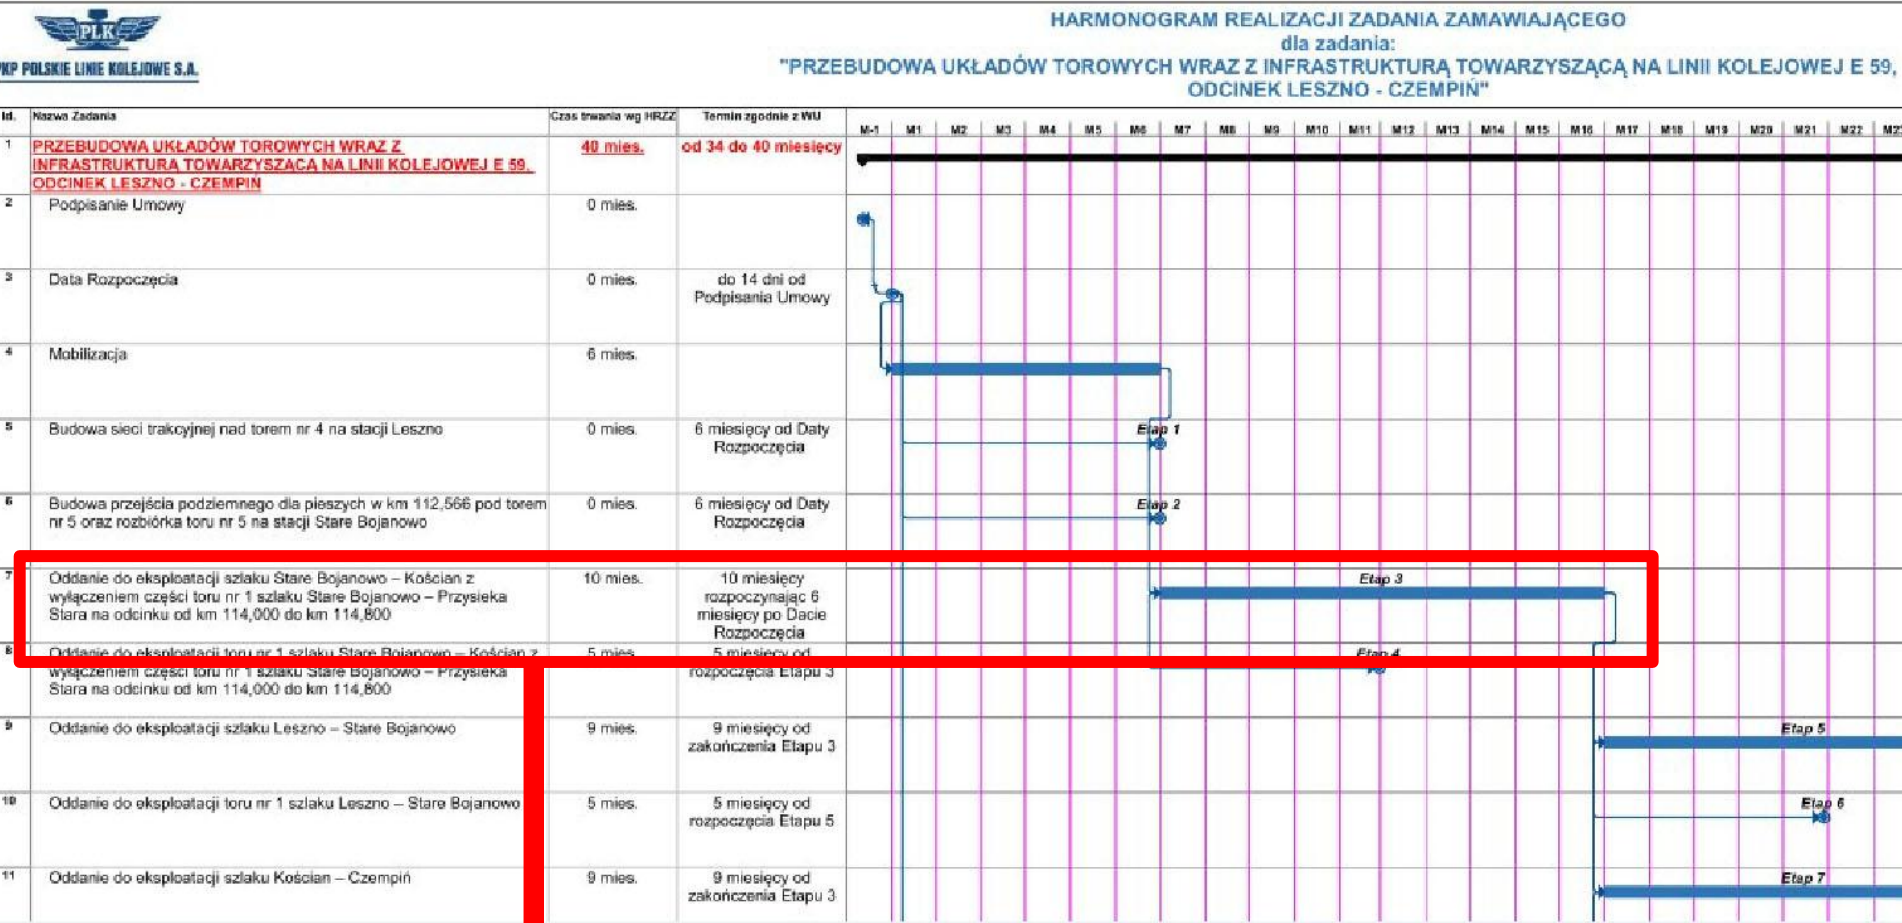 PLK
PKP POLSKIE LINIE KOLEJOWE S.A.
HARMONOGRAM REALIZACJI ZADANIA ZAMAWIAJĄCEGO
dla zadania:
"PRZEBUDOWA UKŁADÓW TOROWYCH WRAZ Z INFRASTRUKTURĄ TOWARZYSZĄCĄ NA LINII KOLEJOWEJ E 59,
ODCINEK LESZNO - CZEMPIŃ"
Id. Nazwa Zadania Czas trwania wg HRZZ Termin zgodnie z WU M-1 M1 M2 M3 M4 M5 M6 M7 M8 M9 M10 M11 M12 M13 M14 M15 M16 M17 M18 M19 M20 M21 M22 M23
1 PRZEBUDOWA UKŁADÓW TOROWYCH WRAZ Z 40 mies. od 34 do 40 miesięcy
INFRASTRUKTURĄ TOWARZYSZĄCĄ NA LINII KOLEJOWEJ E 59,
ODCINEK LESZNO - CZEMPIŃ
2 Podpisanie Umowy 0 mies.
3 Data Rozpoczęcia 0 mies. do 14 dni od
Podpisania Umowy
4 Mobilizacja 6 mies.
5 Budowa sieci trakcyjnej nad torem nr 4 na stacji Leszno 0 mies. 6 miesięcy od Daty Etap 1
Rozpoczęcia
6 Budowa przejścia podziemnego dla pieszych w km 112,566 pod torem 0 mies. 6 miesięcy od Daty Etap 2
nr 5 oraz rozbiórka toru nr 5 na stacji Stare Bojanowo Rozpoczęcia
7 Oddanie do eksploatacji szlaku Stare Bojanowo – Kościan z 10 mies. 10 miesięcy Etap 3
wyłączeniem części toru nr 1 szlaku Stare Bojanowo – Przysieka rozpoczynając 6
Stara na odcinku od km 114,000 do km 114,800 miesięcy po Dacie
Rozpoczęcia
8 Oddanie do eksploatacji toru nr 1 szlaku Stare Bojanowo – Kościan z 5 mies. 5 miesięcy od Etap 4
wyłączeniem części toru nr 1 szlaku Stare Bojanowo – Przysieka rozpoczęcia Etapu 3
Stara na odcinku od km 114,000 do km 114,800
9 Oddanie do eksploatacji szlaku Leszno – Stare Bojanowo 9 mies. 9 miesięcy od Etap 5
zakończenia Etapu 3
10 Oddanie do eksploatacji toru nr 1 szlaku Leszno – Stare Bojanowo 5 mies. 5 miesięcy od Etap 6
rozpoczęcia Etapu 5
11 Oddanie do eksploatacji szlaku Kościan – Czempiń 9 mies. 9 miesięcy od Etap 7
zakończenia Etapu 3